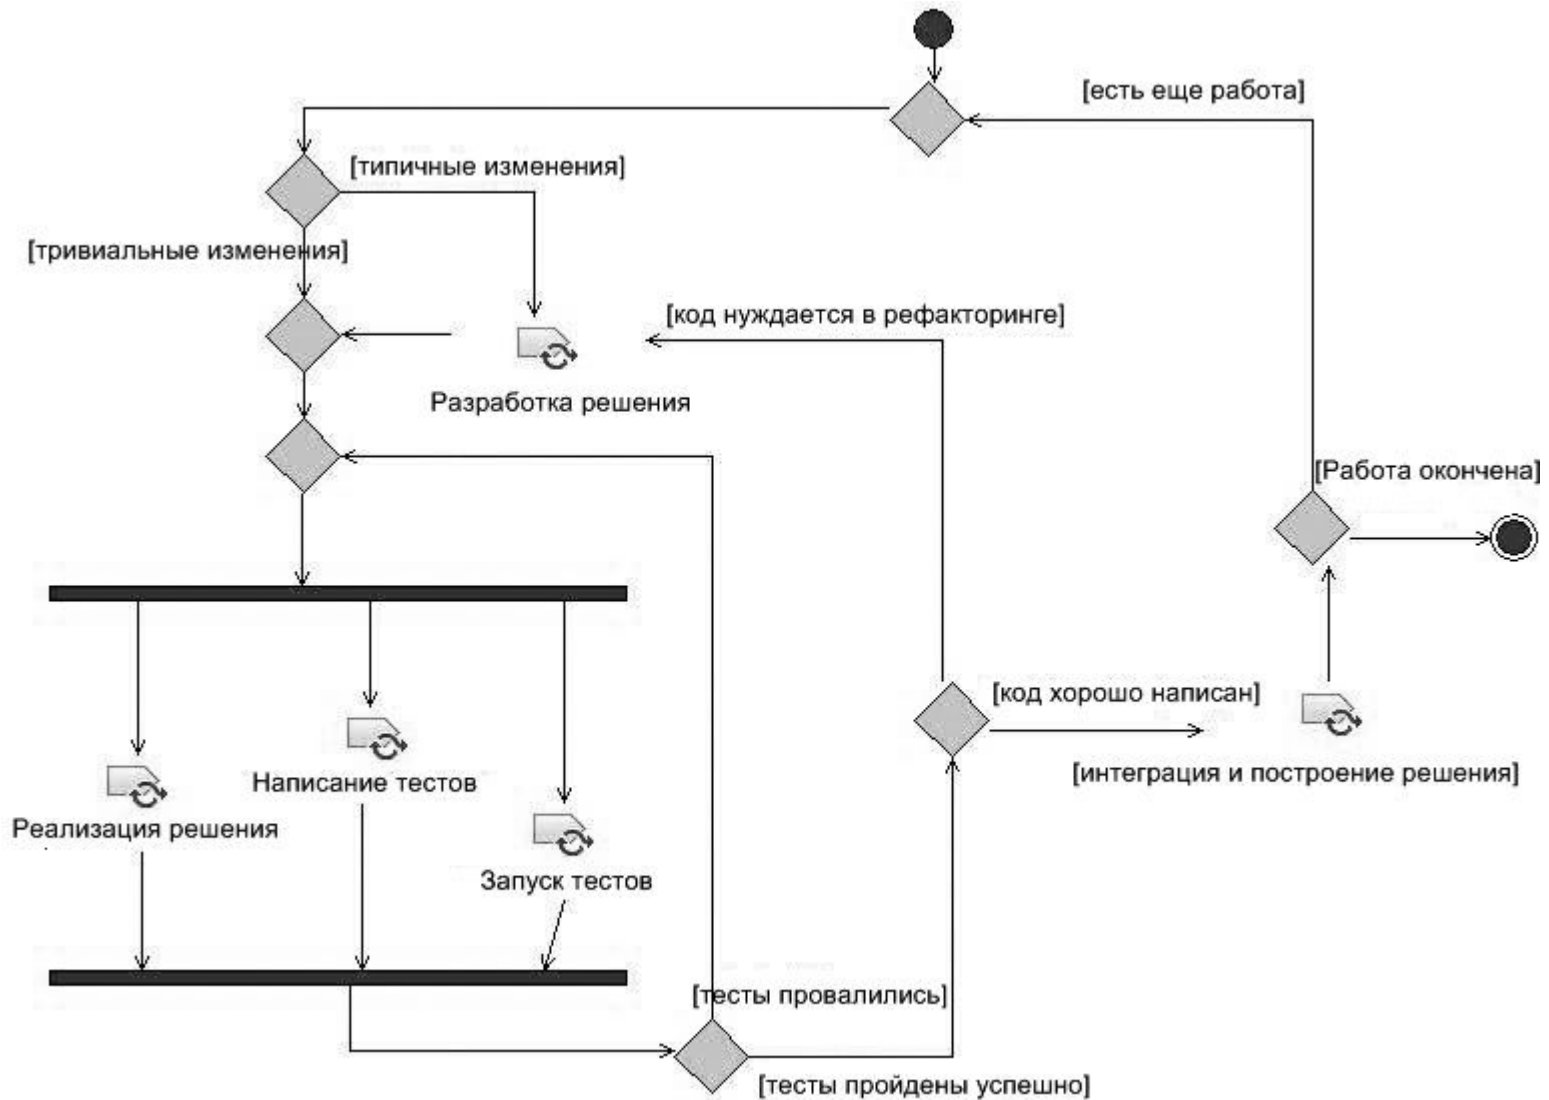 [есть еще работа]
[типичные изменения]
[тривиальные изменения]
[код нуждается в рефакторинге]
Разработка решения
[Работа окончена]
[код хорошо написан]
[интеграция и построение решения]
Написание тестов
Реализация решения
Запуск тестов
[тесты провалились]
[тесты пройдены успешно]